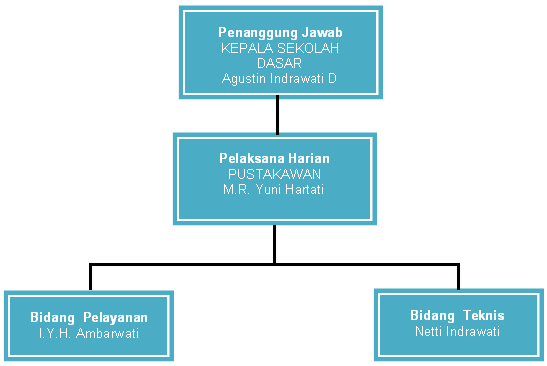 Penanggung Jawab
KEPALA SEKOLAH
DASAR
Agustin Indrawati D
Pelaksana Harian
PUSTAKAWAN
M.R. Yuni Hartati
Bidang Pelayanan
I.Y.H. Ambarwati
Bidang Teknis
Netti Indrawati